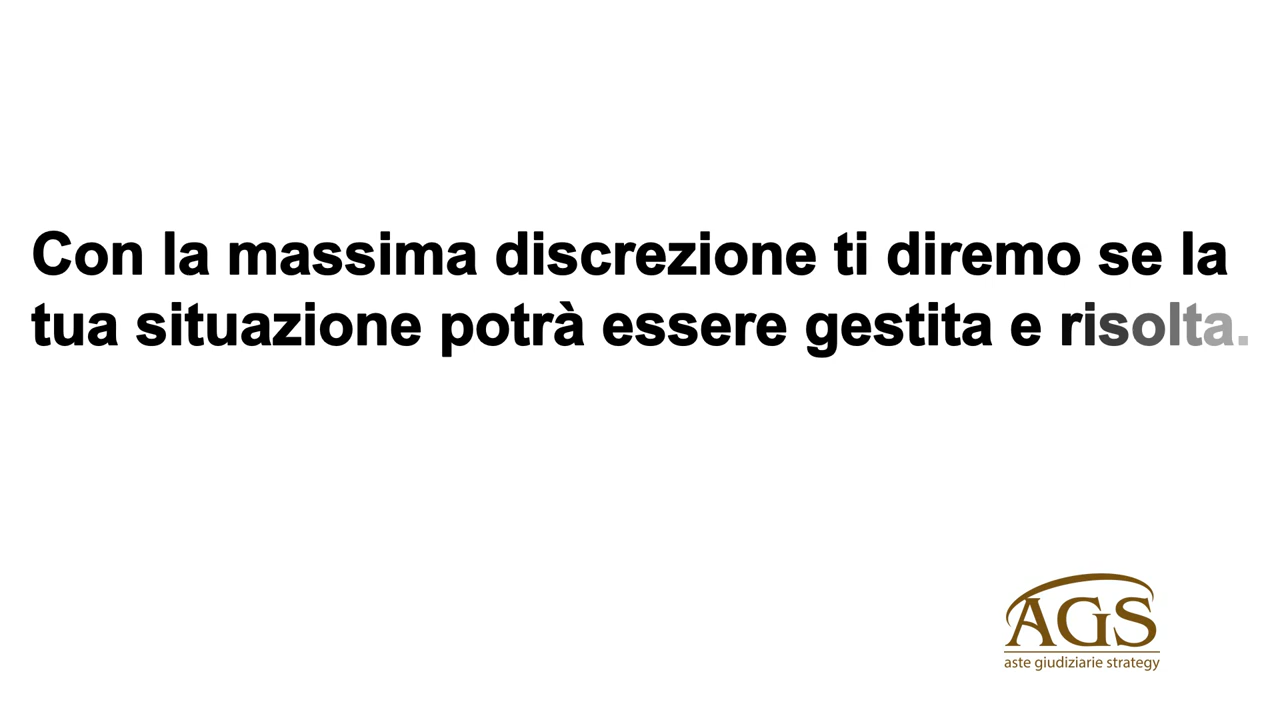 Con la massima discrezione ti diremo se la
tua situazione potrà essere gestita e risolta.
AGS
aste giudiziarie strategy